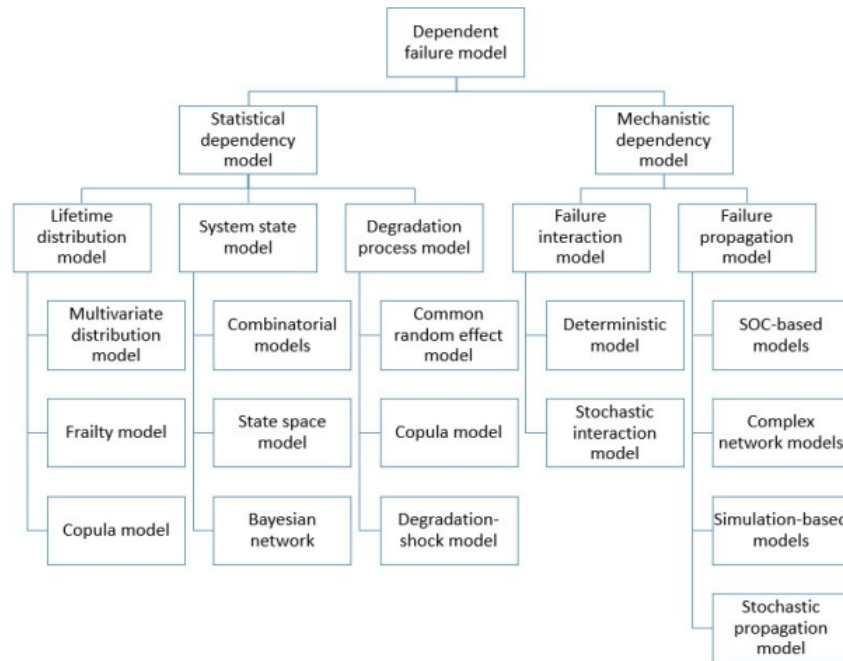 Dependent
failure model
Statistical
dependency
model
Mechanistic
dependency
model
Lifetime
distribution
model
System state
model
Degradation
process model
Failure
interaction
model
Failure
propagation
model
Multivariate
distribution
model
Combinatorial
models
Common
random effect
model
Deterministic
model
SOC-based
models
Frailty model
State space
model
Copula model
Stochastic
interaction
model
Complex
network models
Copula model
Bayesian
network
Degradation-
shock model
Simulation-based
models
Stochastic
propagation
model